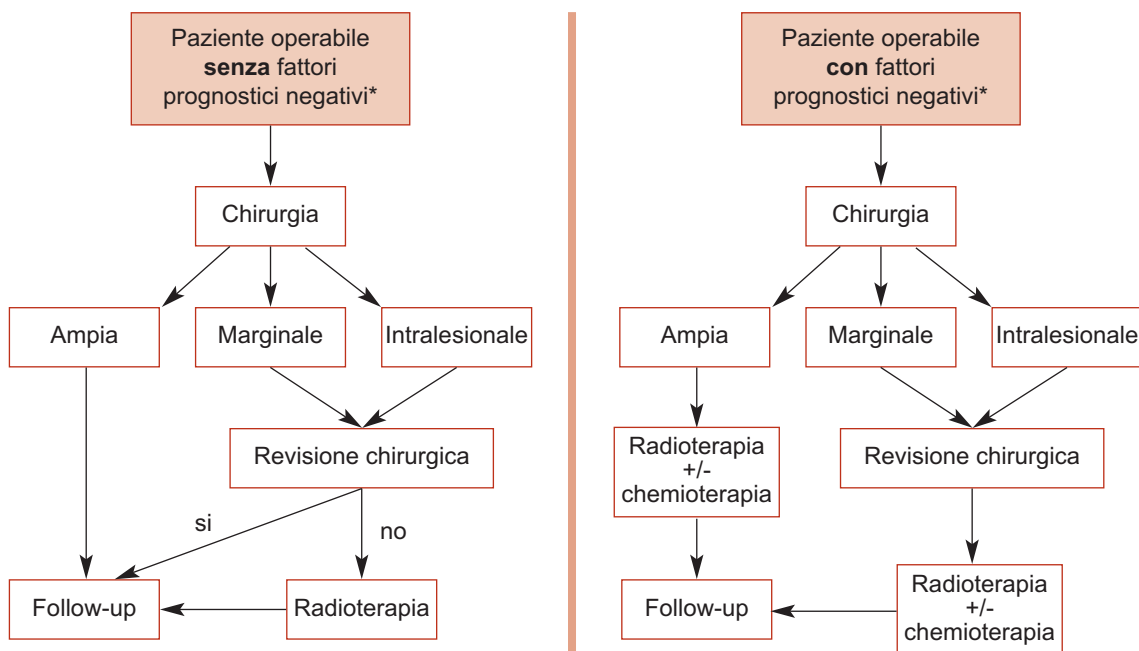 Paziente operabile
senza fattori
prognostici negativi*
Chirurgia
Ampia
Marginale
Intralesionale
Revisione chirurgica
si
no
Follow-up
Radioterapia
Paziente operabile
con fattori
prognostici negativi*
Chirurgia
Ampia
Marginale
Intralesionale
Radioterapia
+/-
chemioterapia
Revisione chirurgica
Follow-up
Radioterapia
+/-
chemioterapia